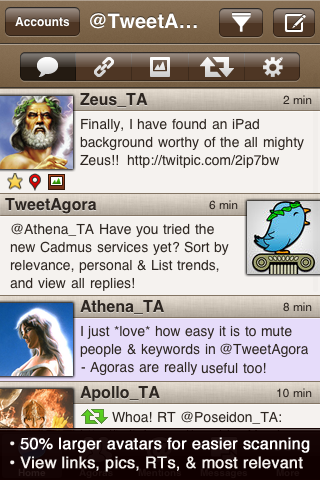 Accounts
@TweetA...
Zeus_TA
2 min
Finally, I have found an iPad
background worthy of the all mighty
Zeus!! http://twitpic.com/2ip7bw
TweetAgora
6 min
@Athena_TA Have you tried the
new Cadmus services yet? Sort by
relevance, personal & List trends,
and view all replies!
Athena_TA
8 min
I just *love* how easy it is to mute
people & keywords in @TweetAgora
- Agoras are really useful too!
Apollo_TA
10 min
Whoa! RT @Poseidon_TA:
• 50% larger avatars for easier scanning
• View links, pics, RTs, & most relevant